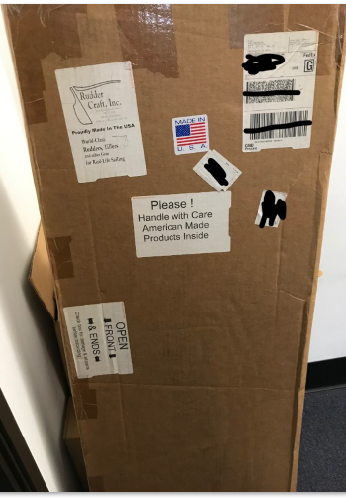 Rudder
Craft, Inc.
Proudly Made in The USA
World-Class
Rudders, Tillers
and other Gear
for Real-Life Sailing
MADE IN
U. S. A
FedEx
G
Please !
Handle with Care
American Made
Products Inside
OPEN
FRONT
& ENDS